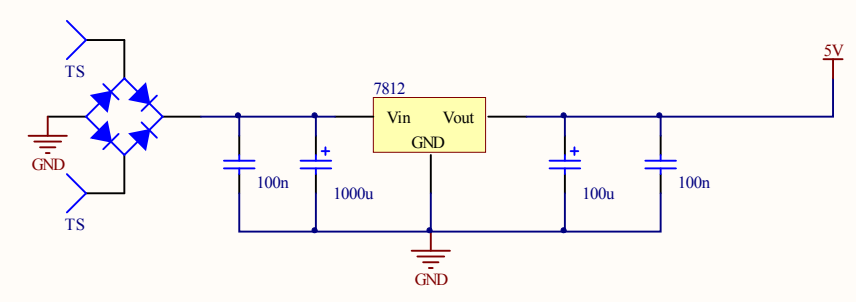 TS
5V
7812
Vin Vout
GND
GND
100n
1000u
100u
100n
TS
GND